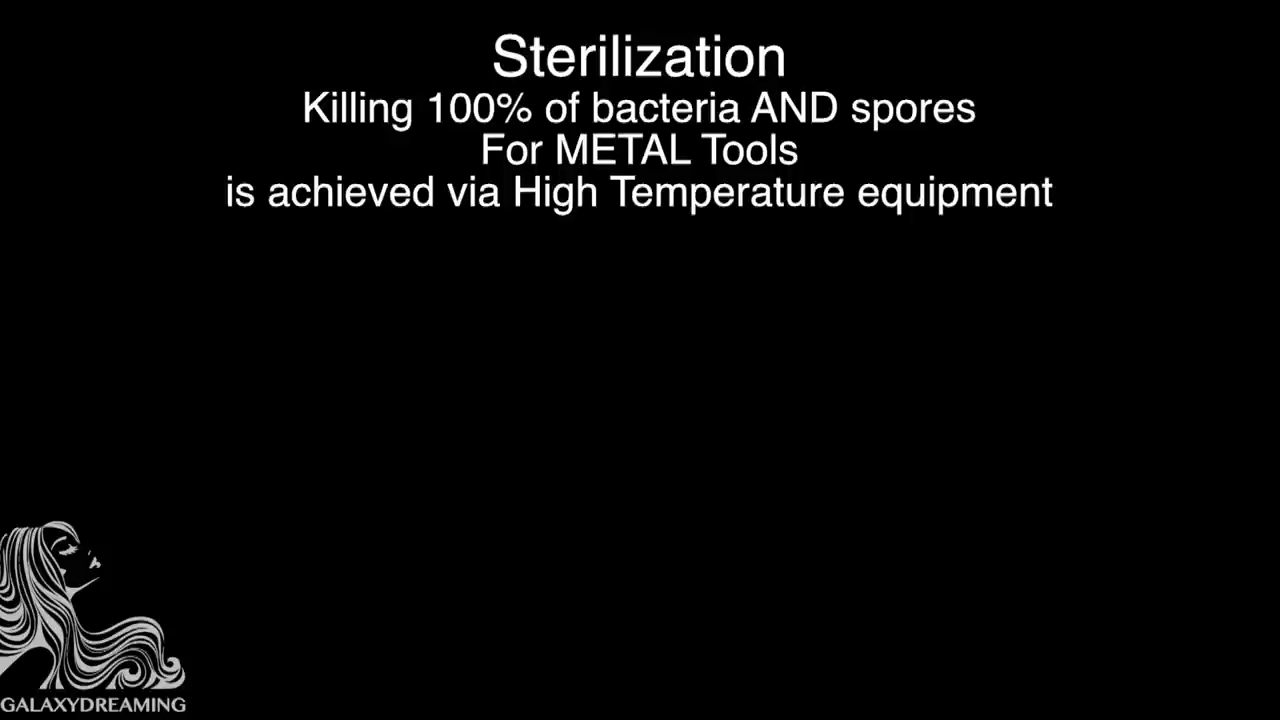 Sterilization
Killing 100% of bacteria AND spores
For METAL Tools
is achieved via High Temperature equipment
GALAXYDREAMING